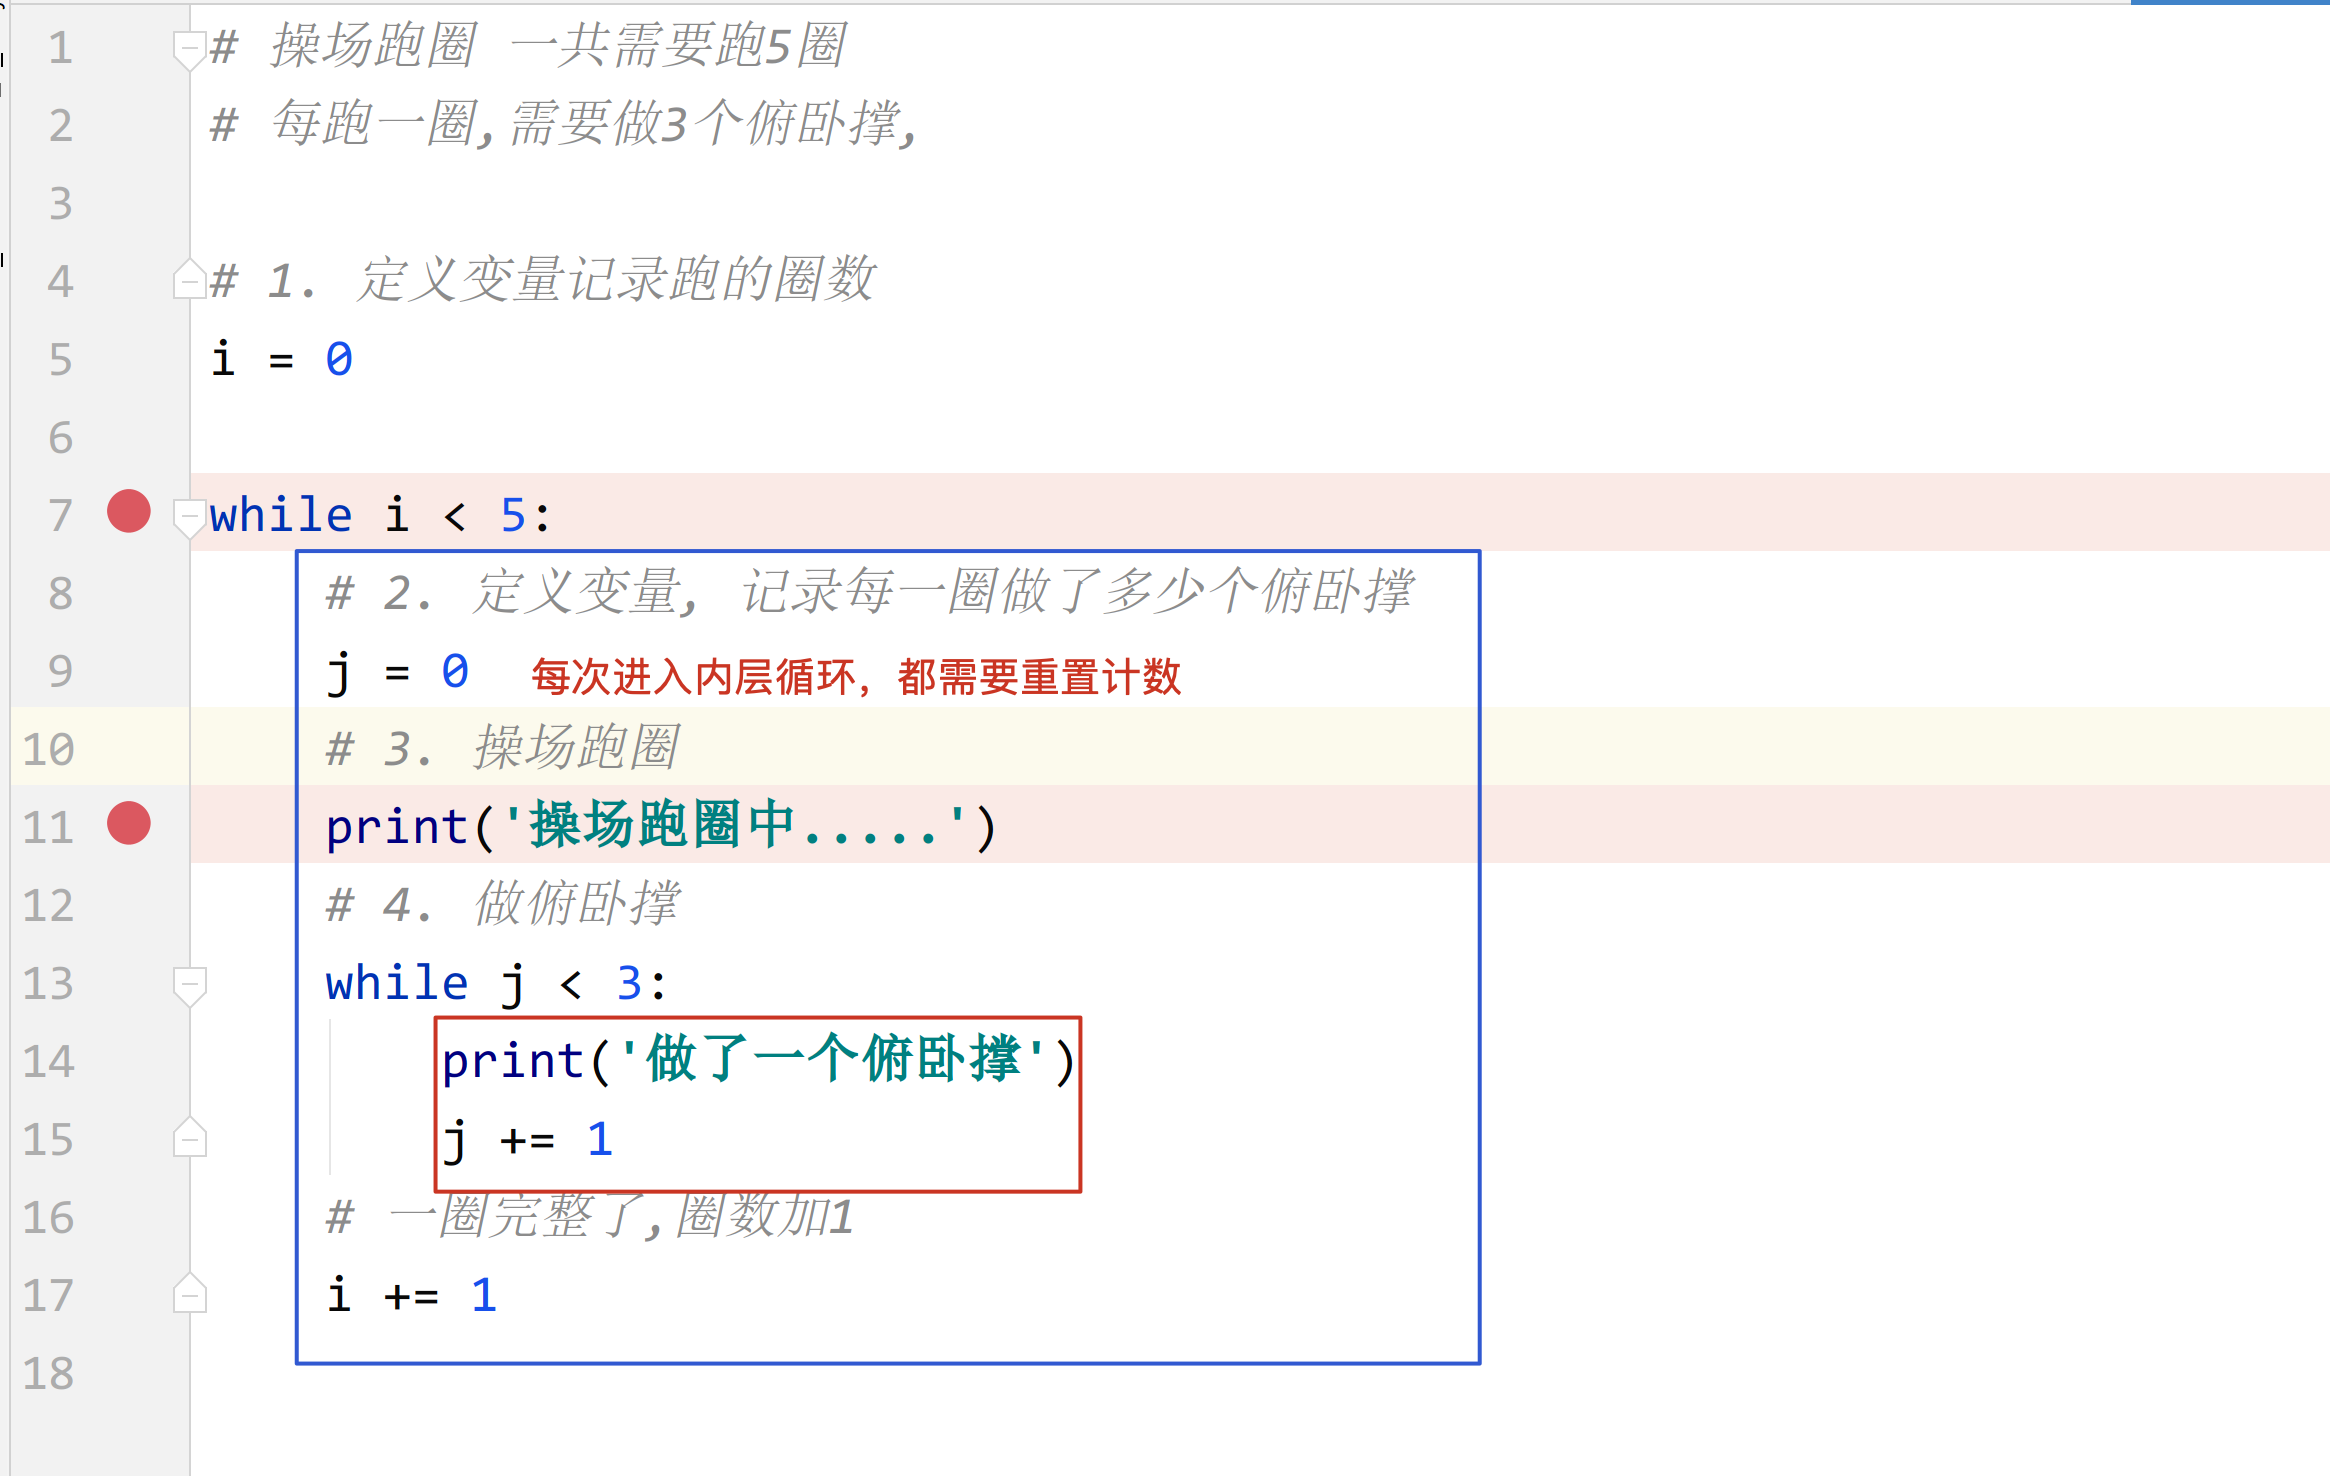 1 # 操场跑圈 一共需要跑5圈
2 # 每跑一圈,需要做3个俯卧撑,
3
4 # 1. 定义变量记录跑的圈数
5 i = 0
6
7 while i < 5:
8 # 2. 定义变量, 记录每一圈做了多少个俯卧撑
9 j = 0 每次进入内层循环，都需要重置计数
10 # 3. 操场跑圈
11 print('操场跑圈中.....')
12 # 4. 做俯卧撑
13 while j < 3:
14 print('做了一个俯卧撑')
15 j += 1
16 # 一圈完整了,圈数加1
17 i += 1
18